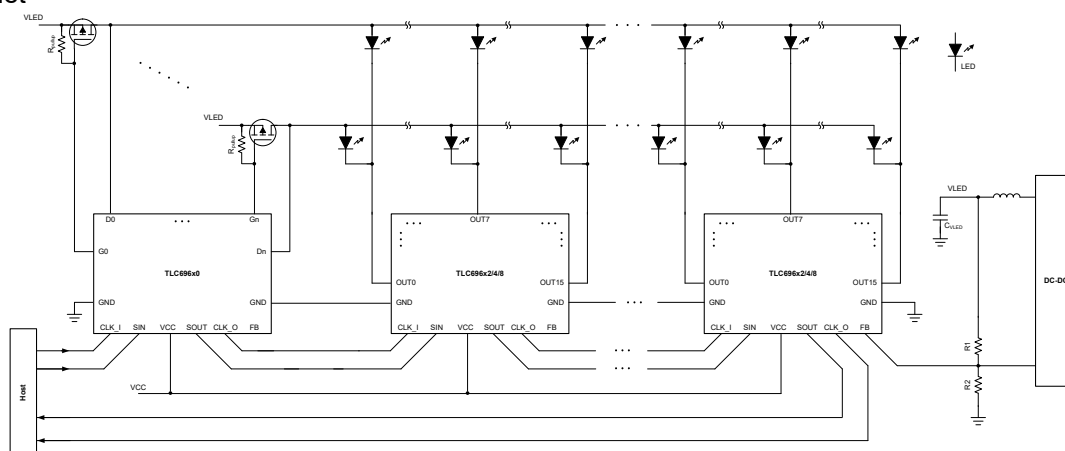 VLED
Rpullup
LED
VLED
Rpullup
VLED
CVLED
D0
. . .
Gn
G0
Dn
TLC696x0
GND
GND
CLK_I
SIN
VCC
SOUT
CLK_O
FB
OUT7
TLC696x2/4/8
OUT0
OUT15
GND
GND
CLK_I
SIN
VCC
SOUT
CLK_O
FB
OUT7
TLC696x2/4/8
OUT0
OUT15
GND
GND
CLK_I
SIN
VCC
SOUT
CLK_O
FB
DC-DC
R1
R2
VCC
Host